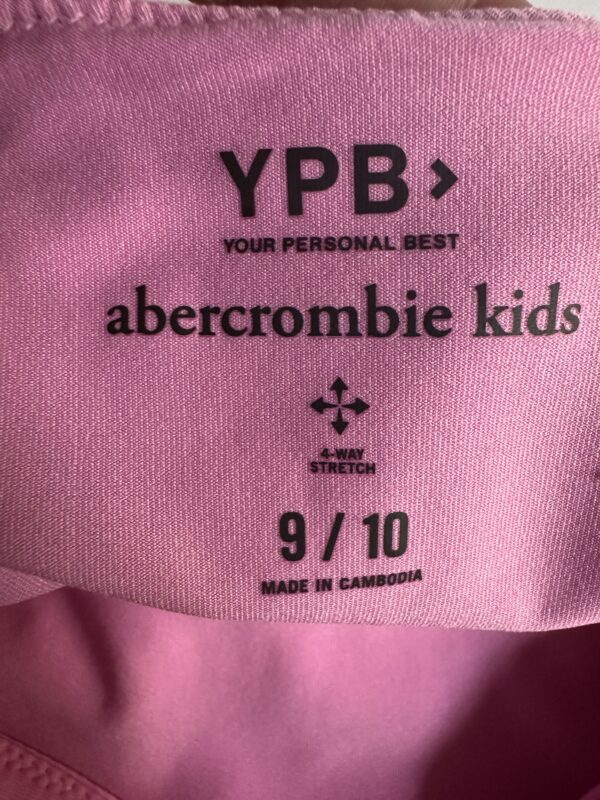 YPB>
YOUR PERSONAL BEST
abercrombie kids
4-WAY
STRETCH
9 / 10
MADE IN CAMBODIA